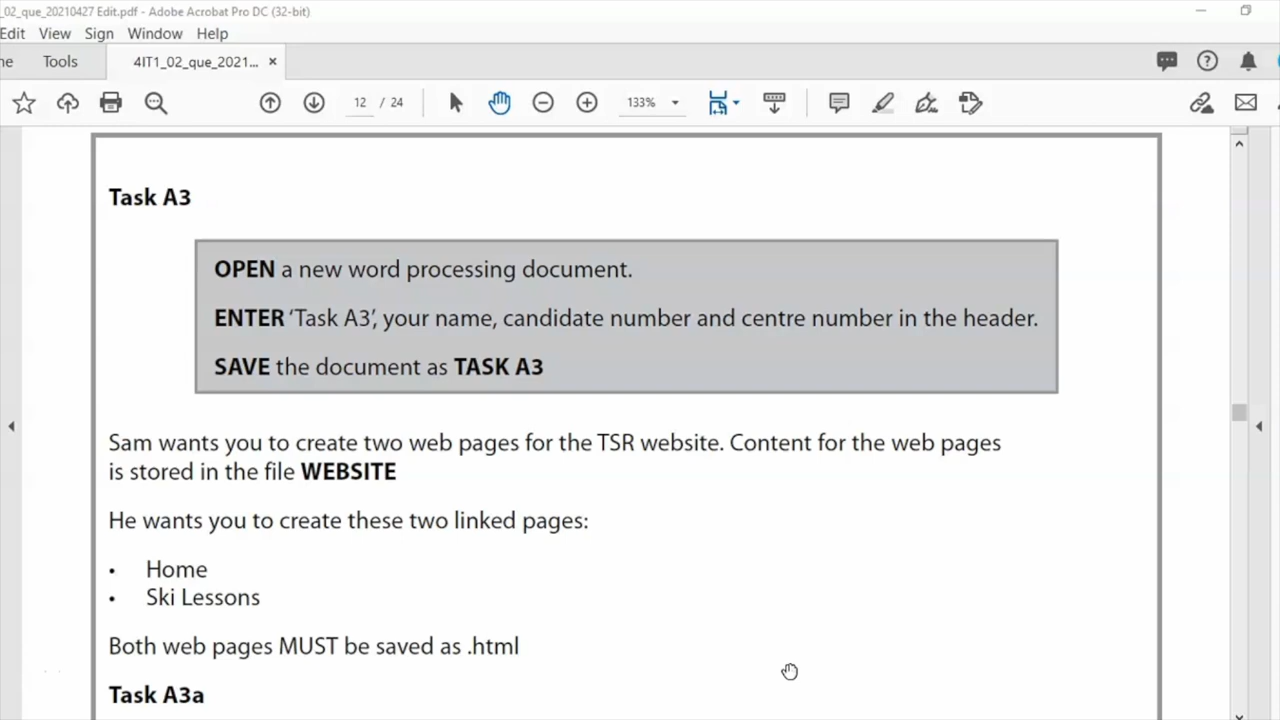 _02_que_20210427 Edit.pdf - Adobe Acrobat Pro DC (32-bit)
Edit View Sign Window Help
me Tools 4IT1_02_que_2021... ×
12 / 24 133%
Task A3
OPEN a new word processing document.
ENTER ‘Task A3’, your name, candidate number and centre number in the header.
SAVE the document as TASK A3
Sam wants you to create two web pages for the TSR website. Content for the web pages
is stored in the file WEBSITE
He wants you to create these two linked pages:
• Home
• Ski Lessons
Both web pages MUST be saved as .html
Task A3a